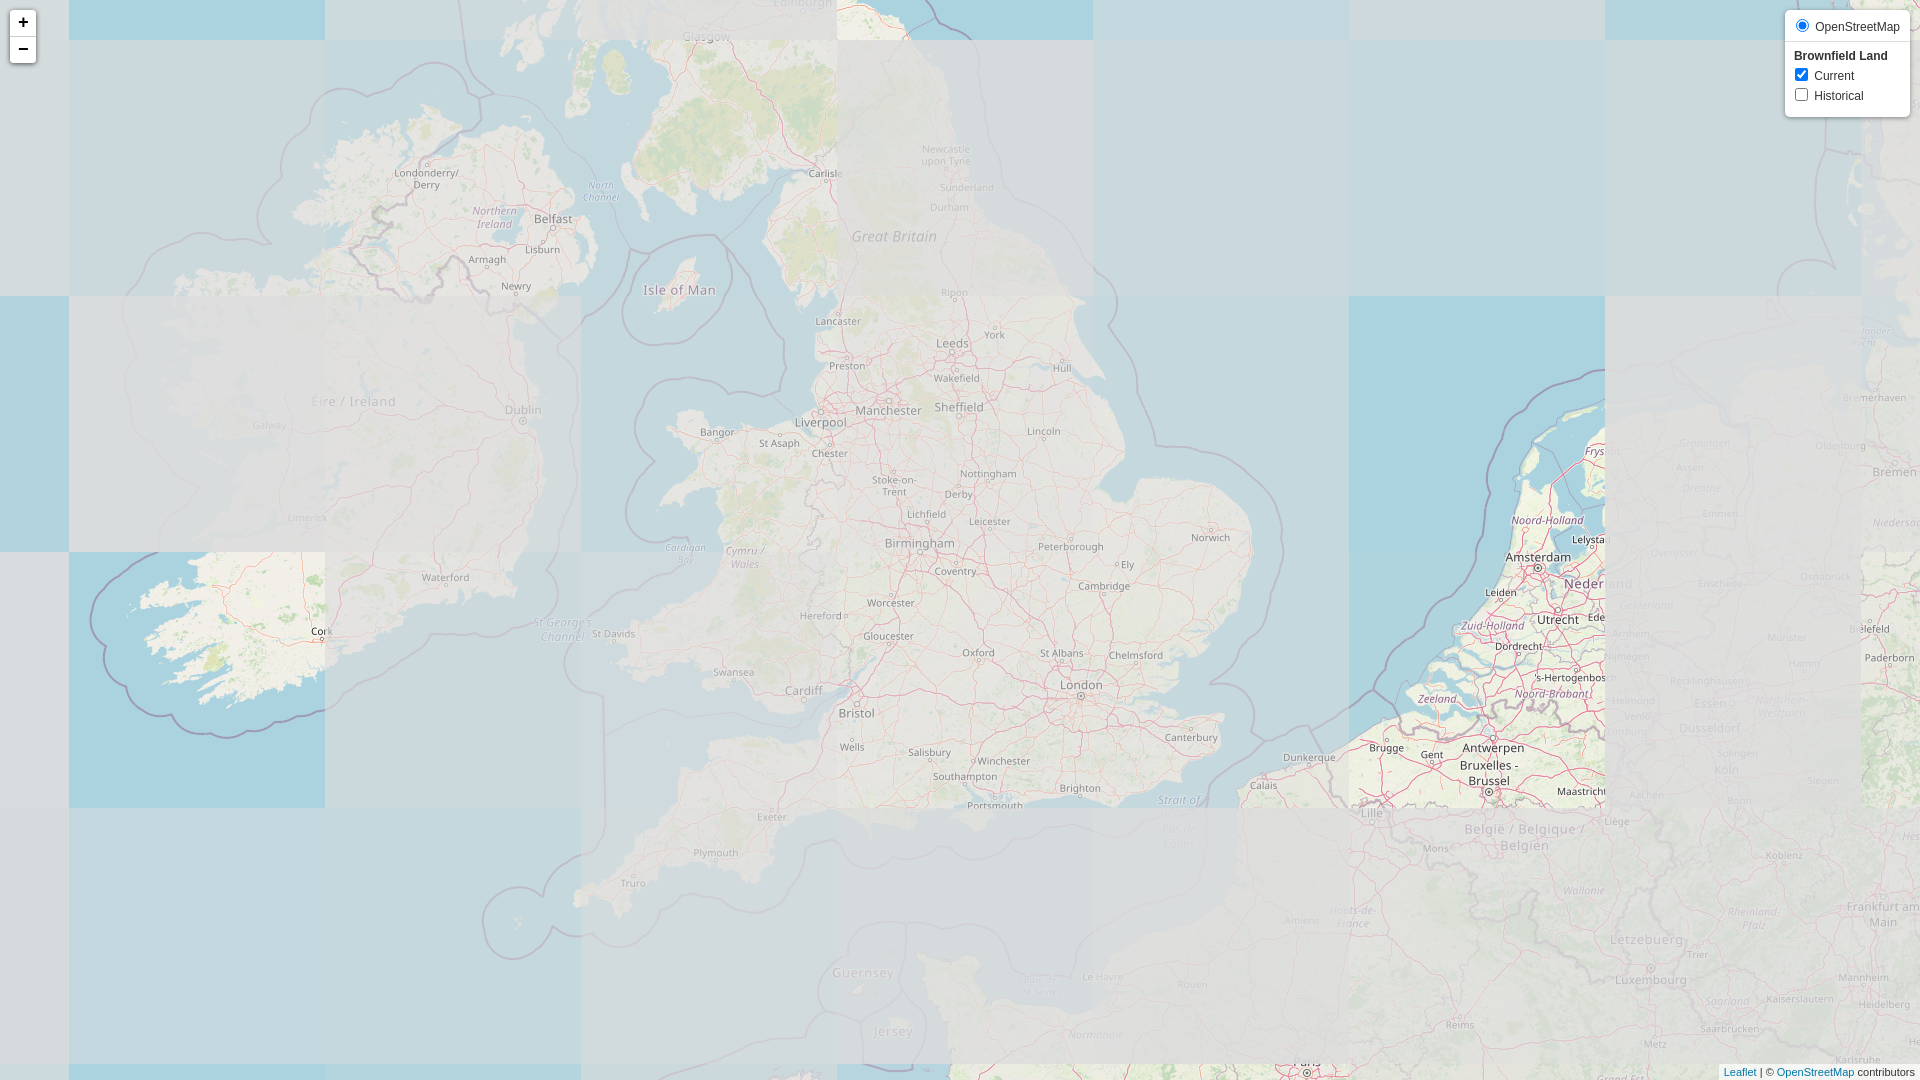 +
−
OpenStreetMap
Brownfield Land
Current
Historical
Edinburgh
Glasgow
Newcastle
upon Tyne
Sunderland
Durham
Carlisle
Londonderry/
Derry
North
Channel
Northern
Ireland
Belfast
Lisburn
Armagh
Newry
Great Britain
Isle of Man
Ripon
Lancaster
York
Leeds
Preston
Hull
Wakefield
Éire / Ireland
Dublin
Galway
Manchester
Sheffield
Liverpool
Bangor
St Asaph
Chester
Lincoln
Stoke-on-
Trent
Nottingham
Derby
Lichfield
Leicester
Limerick
Norwich
Peterborough
Birmingham
Cardigan
Bay
Cymru /
Wales
Coventry
Ely
Cambridge
Waterford
Worcester
Hereford
St George's
Channel
St Davids
Gloucester
Cork
Oxford
St Albans
Chelmsford
Swansea
Cardiff
London
Bristol
Wells
Salisbury
Winchester
Canterbury
Southampton
Brighton
Portsmouth
Strait of
Exeter
Plymouth
Truro
Dunkerque
Calais
Lille
Bremerhaven
Groningen
Oldenburg
Assen
Bremen
Drenthe
Emmen
Noord-Holland
Amsterdam
Overijssel
Enschede
Osnabrück
Leiden
Gelderland
Utrecht
Zuid-Holland
Arnhem
Münster
Bielefeld
Dordrecht
Nijmegen
Hamm
Paderborn
's-Hertogenbosch
Recklinghausen
Zeeland
Noord-Brabant
Helmond
Essen
Venlo
Düsseldorf
Brugge
Gent
Antwerpen
Limburg
Solingen
Bruxelles -
Brussel
Köln
Siegen
Maastricht
Aachen
Bonn
België / Belgique /
Belgien
Liège
Mons
Koblenz
Wallonie
Amiens
Hauts-de-
France
Rheinland-
Pfalz
Frankfurt am
Main
Lëtzebuerg
Trier
Luxembourg
Guernsey
Le Havre
Rouen
Mannheim
Saarland
Kaiserslautern
Heidelberg
Jersey
Normandie
Reims
Saarbrücken
Metz
Paris
Karlsruhe
Grand Est
Leaflet | © OpenStreetMap contributors